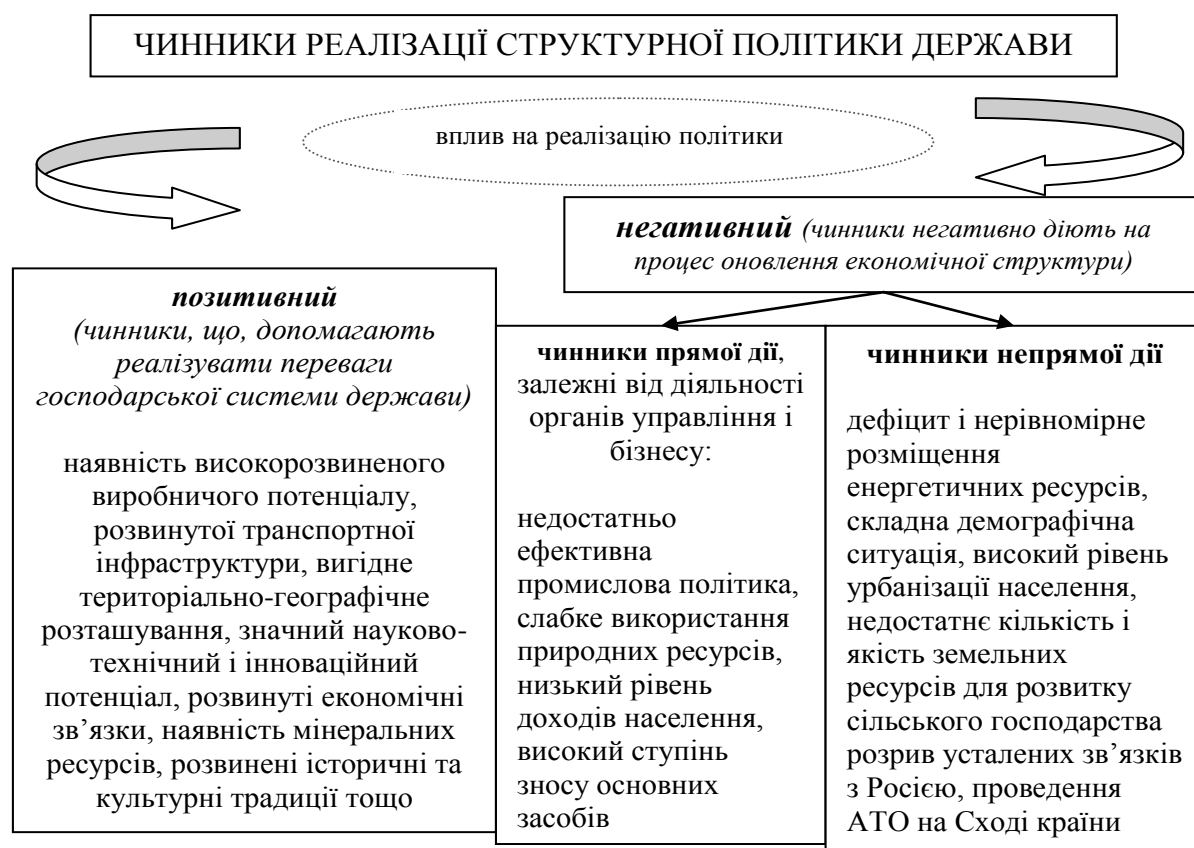 ЧИННИКИ РЕАЛІЗАЦІЇ СТРУКТУРНОЇ ПОЛІТИКИ ДЕРЖАВИ
вплив на реалізацію політики
позитивний
(чинники, що, допомагають
реалізувати переваги
господарської системи держави)
наявність високорозвиненого
виробничого потенціалу,
розвинутої транспортної
інфраструктури, вигідне
територіально-географічне
розташування, значний науково-
технічний і інноваційний
потенціал, розвинуті економічні
зв’язки, наявність мінеральних
ресурсів, розвинені історичні та
культурні традиції тощо
негативний (чинники негативно діють на
процес оновлення економічної структури)
чинники прямої дії,
залежні від діяльності
органів управління і
бізнесу:
недостатньо
ефективна
промислова політика,
слабке використання
природних ресурсів,
низький рівень
доходів населення,
високий ступінь
зносу основних
засобів
чинники непрямої дії
дефіцит і нерівномірне
розміщення
енергетичних ресурсів,
складна демографічна
ситуація, високий рівень
урбанізації населення,
недостатнє кількість і
якість земельних
ресурсів для розвитку
сільського господарства
розрив усталених зв’язків
з Росією, проведення
АТО на Сході країни